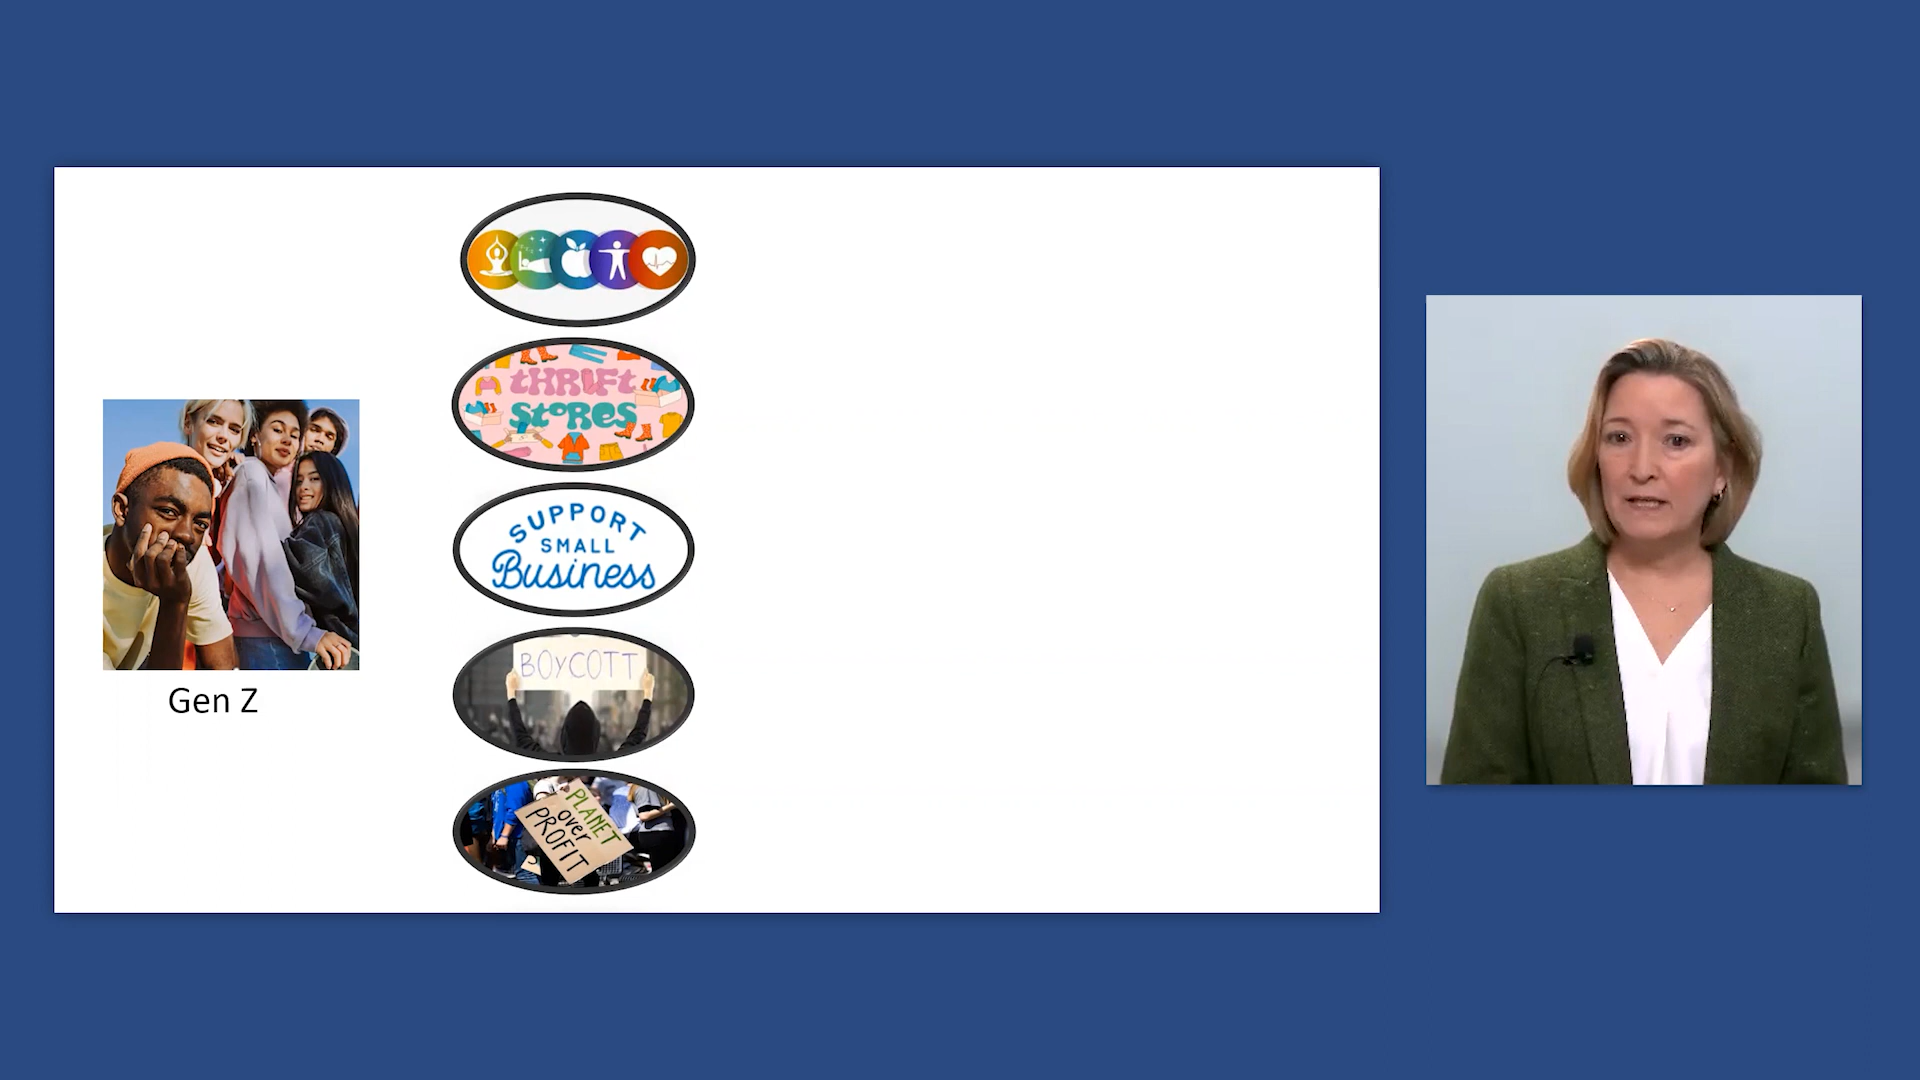 tHRIFt
stoRes
SUPPORT
SMALL
Business
BOYCOTT
PLANET
over
PROFIT
Gen Z